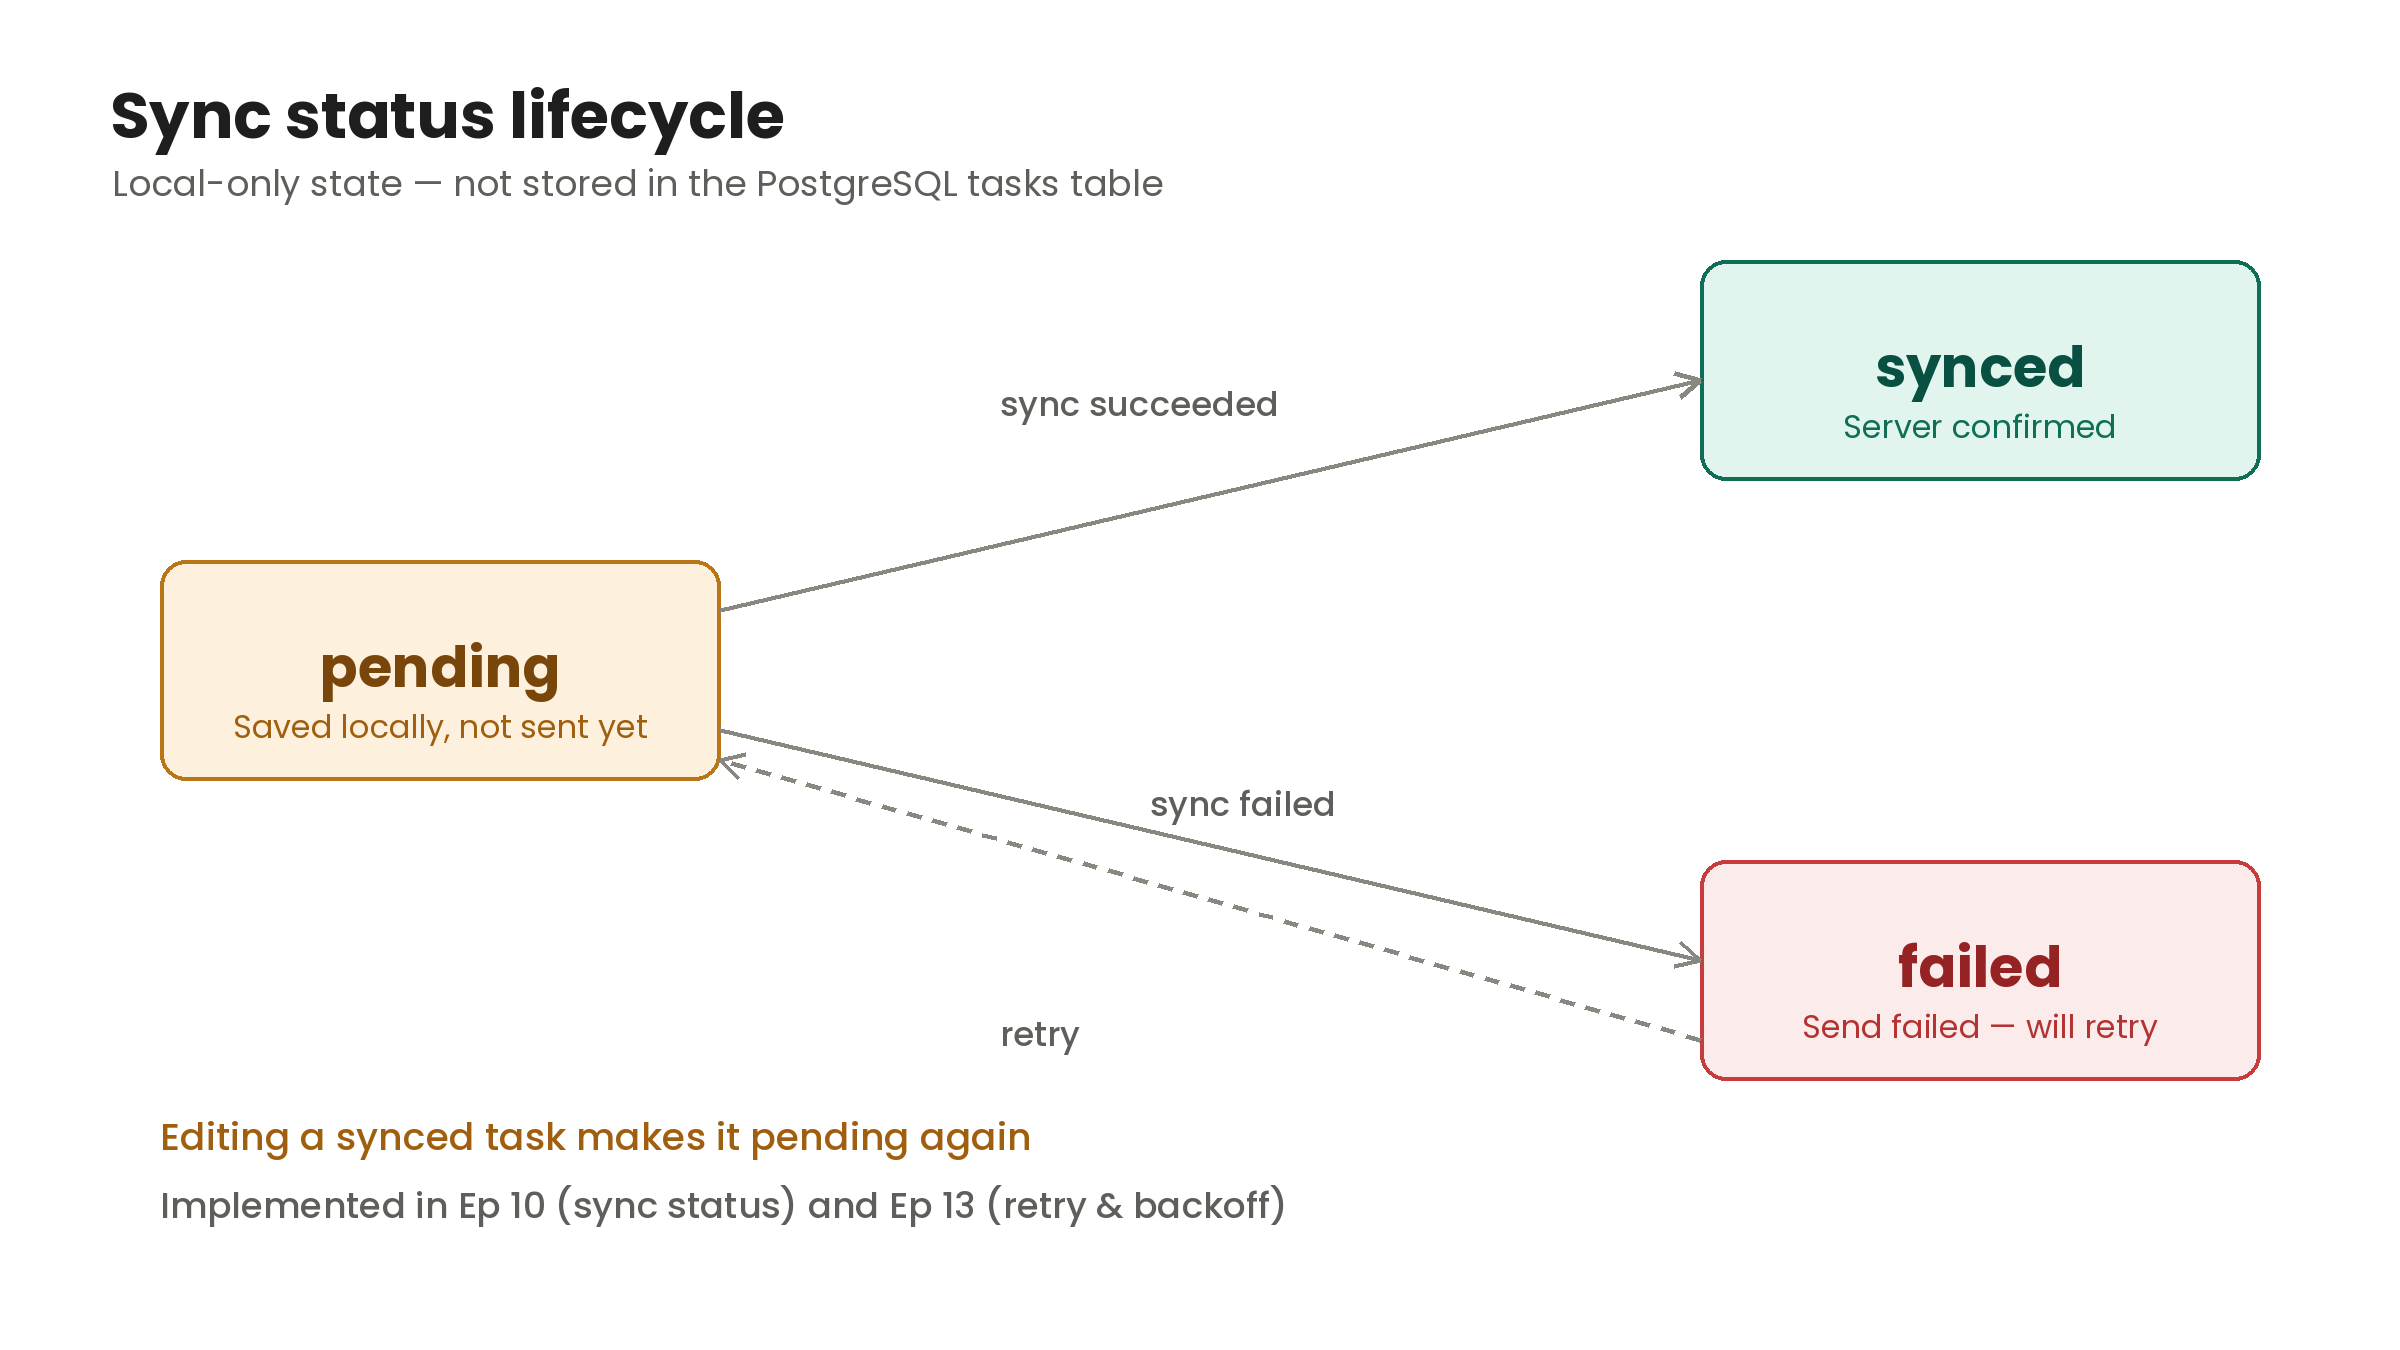 Sync status lifecycle
Local-only state — not stored in the PostgreSQL tasks table
synced
Server confirmed
sync succeeded
pending
Saved locally, not sent yet
sync failed
failed
Send failed — will retry
retry
Editing a synced task makes it pending again
Implemented in Ep 10 (sync status) and Ep 13 (retry & backoff)